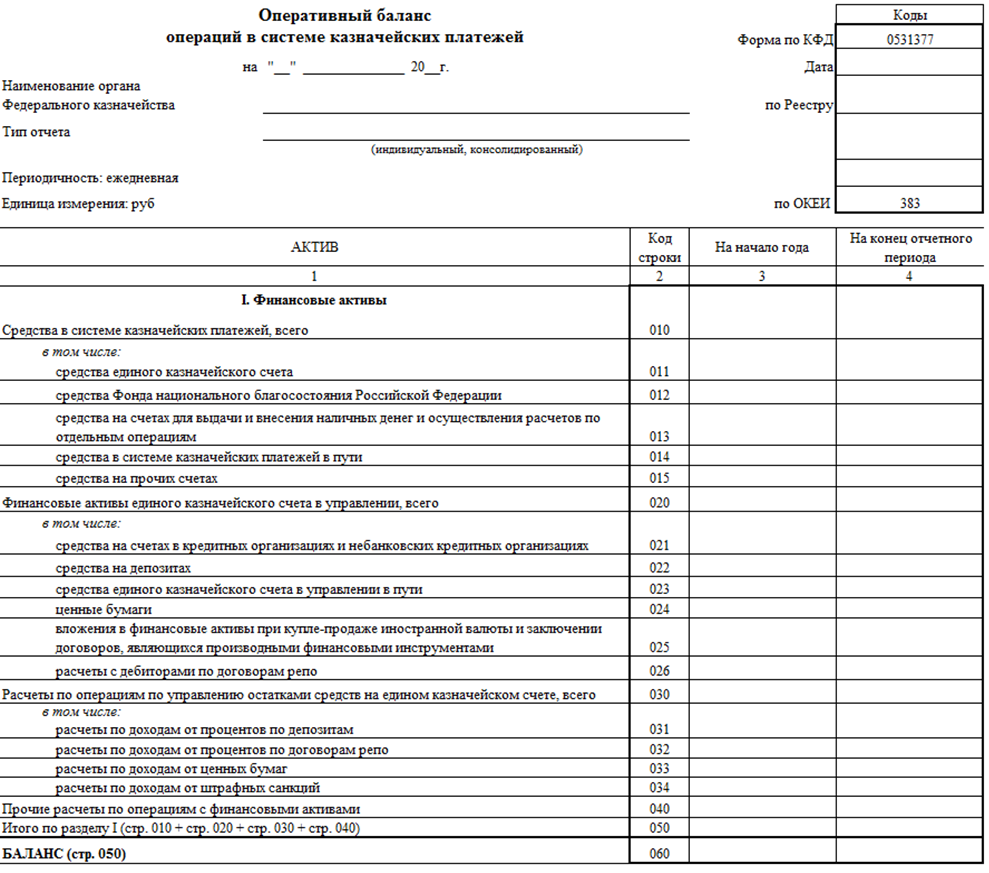 Оперативный баланс
операций в системе казначейских платежей
Коды
Форма по КФД 0531377
на "__" ______________ 20__г. Дата
Наименование органа
Федерального казначейства по Реестру
Тип отчета
(индивидуальный, консолидированный)
Периодичность: ежедневная
Единица измерения: руб по ОКЕИ 383
АКТИВ Код строки На начало года На конец отчетного периода
1 2 3 4
I. Финансовые активы
Средства в системе казначейских платежей, всего 010
в том числе:
средства единого казначейского счета 011
средства Фонда национального благосостояния Российской Федерации 012
средства на счетах для выдачи и внесения наличных денег и осуществления расчетов по
отдельным операциям 013
средства в системе казначейских платежей в пути 014
средства на прочих счетах 015
Финансовые активы единого казначейского счета в управлении, всего 020
в том числе:
средства на счетах в кредитных организациях и небанковских кредитных организациях 021
средства на депозитах 022
средства единого казначейского счета в управлении в пути 023
ценные бумаги 024
вложения в финансовые активы при купле-продаже иностранной валюты и заключении
договоров, являющихся производными финансовыми инструментами 025
расчеты с дебиторами по договорам репо 026
Расчеты по операциям по управлению остатками средств на едином казначейском счете, всего 030
в том числе:
расчеты по доходам от процентов по депозитам 031
расчеты по доходам от процентов по договорам репо 032
расчеты по доходам от ценных бумаг 033
расчеты по доходам от штрафных санкций 034
Прочие расчеты по операциям с финансовыми активами 040
Итого по разделу I (стр. 010 + стр. 020 + стр. 030 + стр. 040) 050
БАЛАНС (стр. 050) 060